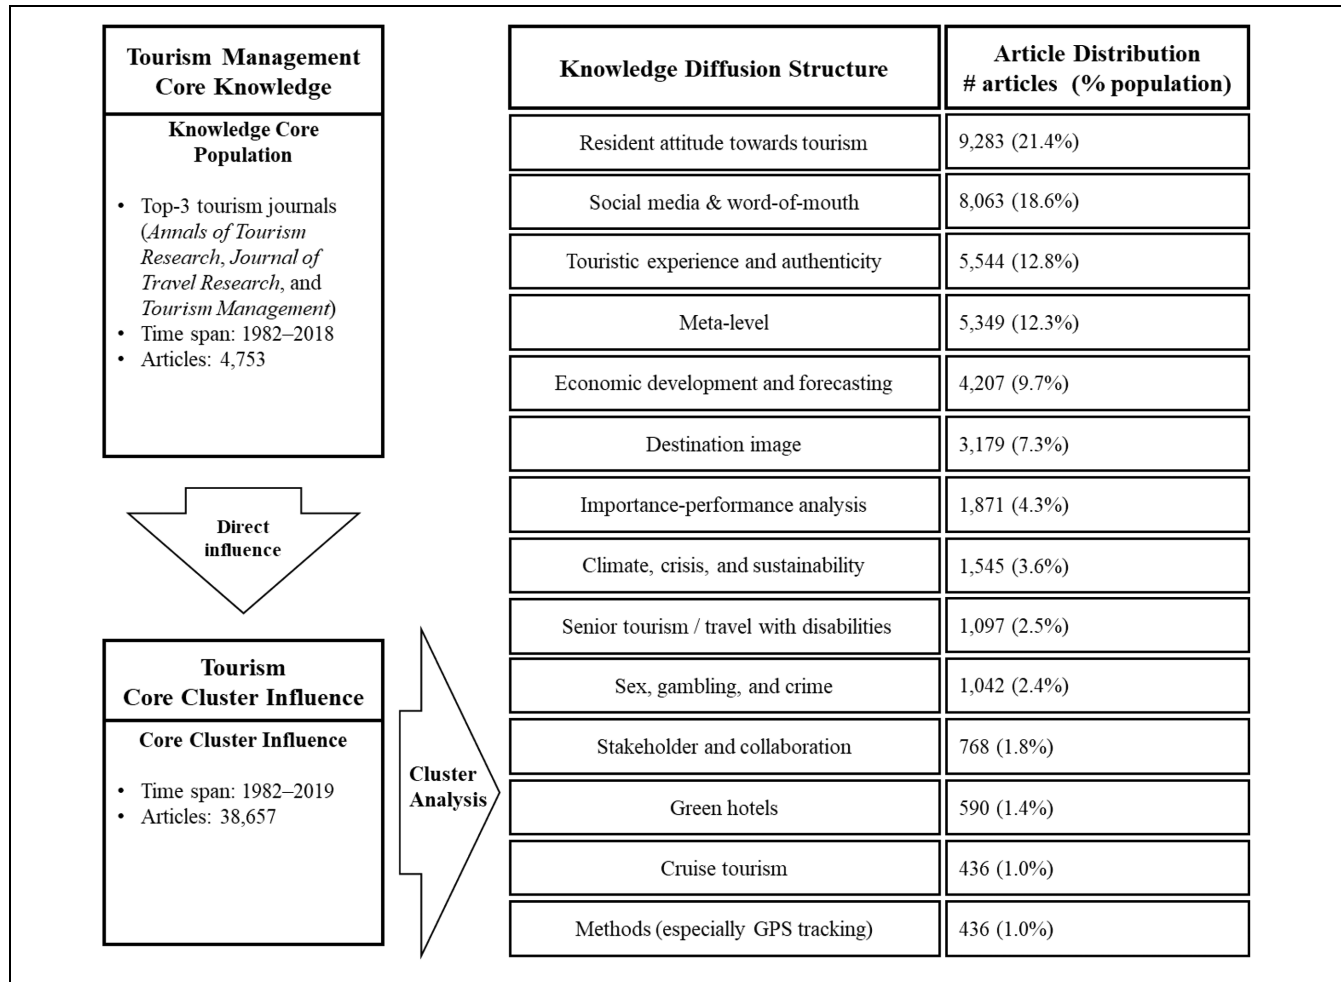 Tourism Management
Core Knowledge
Knowledge Core
Population
• Top-3 tourism journals
(Annals of Tourism
Research, Journal of
Travel Research, and
Tourism Management)
• Time span: 1982–2018
• Articles: 4,753
Direct
influence
Tourism
Core Cluster Influence
Core Cluster Influence
• Time span: 1982–2019
• Articles: 38,657
Cluster
Analysis
Knowledge Diffusion Structure
Article Distribution
# articles (% population)
Resident attitude towards tourism
9,283 (21.4%)
Social media & word-of-mouth
8,063 (18.6%)
Touristic experience and authenticity
5,544 (12.8%)
Meta-level
5,349 (12.3%)
Economic development and forecasting
4,207 (9.7%)
Destination image
3,179 (7.3%)
Importance-performance analysis
1,871 (4.3%)
Climate, crisis, and sustainability
1,545 (3.6%)
Senior tourism / travel with disabilities
1,097 (2.5%)
Sex, gambling, and crime
1,042 (2.4%)
Stakeholder and collaboration
768 (1.8%)
Green hotels
590 (1.4%)
Cruise tourism
436 (1.0%)
Methods (especially GPS tracking)
436 (1.0%)